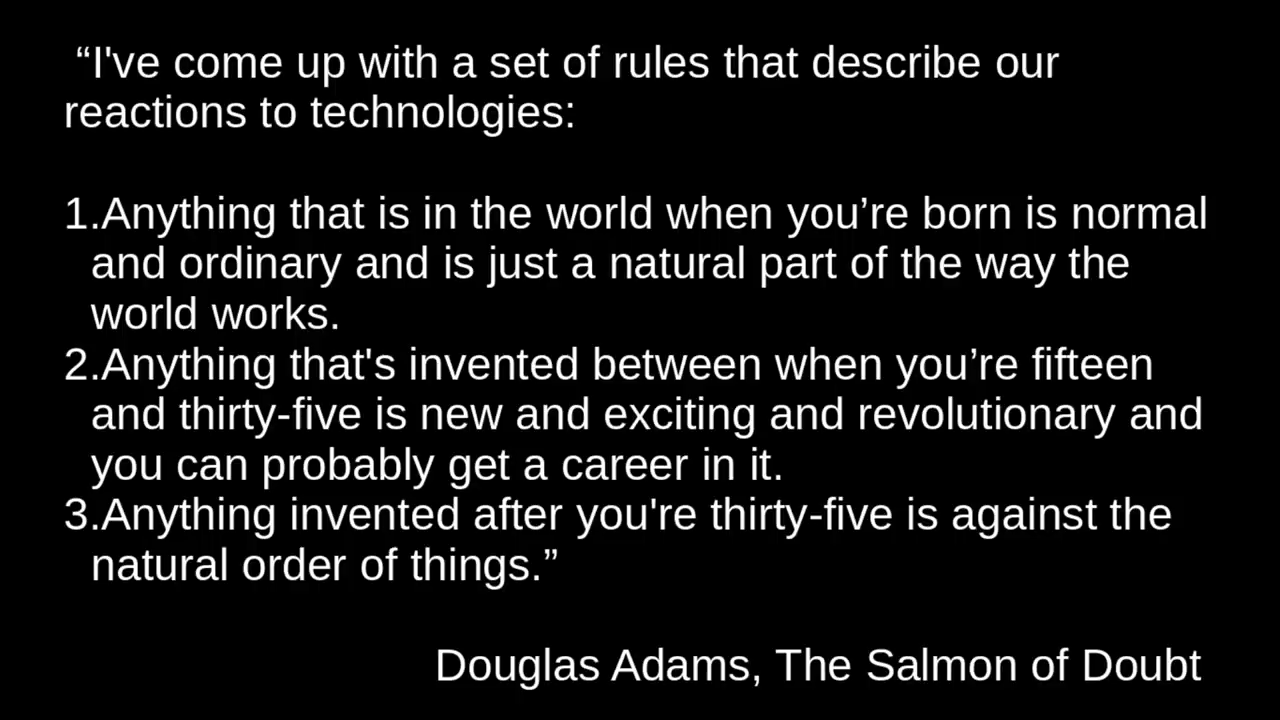 “I've come up with a set of rules that describe our
reactions to technologies:
1.Anything that is in the world when you’re born is normal
and ordinary and is just a natural part of the way the
world works.
2.Anything that's invented between when you’re fifteen
and thirty-five is new and exciting and revolutionary and
you can probably get a career in it.
3.Anything invented after you're thirty-five is against the
natural order of things.”
Douglas Adams, The Salmon of Doubt